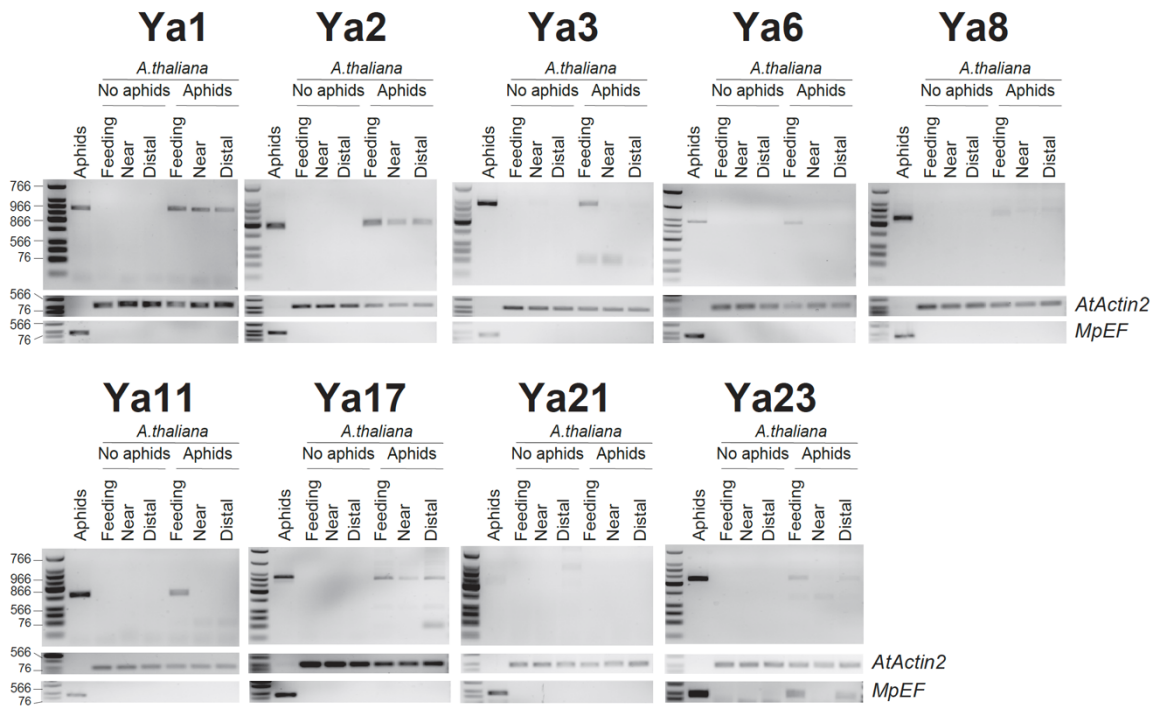 Ya1 Ya2 Ya3 Ya6 Ya8
A.thaliana A.thaliana A.thaliana A.thaliana A.thaliana
No aphids Aphids No aphids Aphids No aphids Aphids No aphids Aphids No aphids Aphids
Aphids Feeding Near Distal Feeding Near Distal Aphids Feeding Near Distal Feeding Near Distal Aphids Feeding Near Distal Feeding Near Distal Aphids Feeding Near Distal Feeding Near Distal Aphids Feeding Near Distal Feeding Near Distal
766
966
866
566
76
566
76 AtActin2
566
76 MpEF
Ya11 Ya17 Ya21 Ya23
A.thaliana A.thaliana A.thaliana A.thaliana
No aphids Aphids No aphids Aphids No aphids Aphids No aphids Aphids
Aphids Feeding Near Distal Feeding Near Distal Aphids Feeding Near Distal Feeding Near Distal Aphids Feeding Near Distal Feeding Near Distal Aphids Feeding Near Distal Feeding Near Distal
766
966
866
566
76
566
76 AtActin2
566
76 MpEF